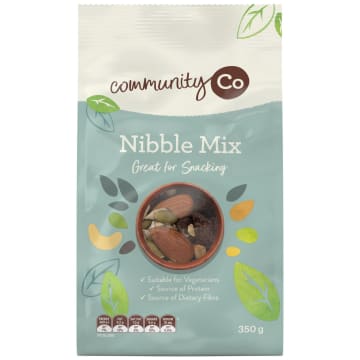 community Co
Nibble Mix
Great for Snacking
✓ Suitable for Vegetarians
✓ Source of Protein
✓ Source of Dietary Fibre
350 g